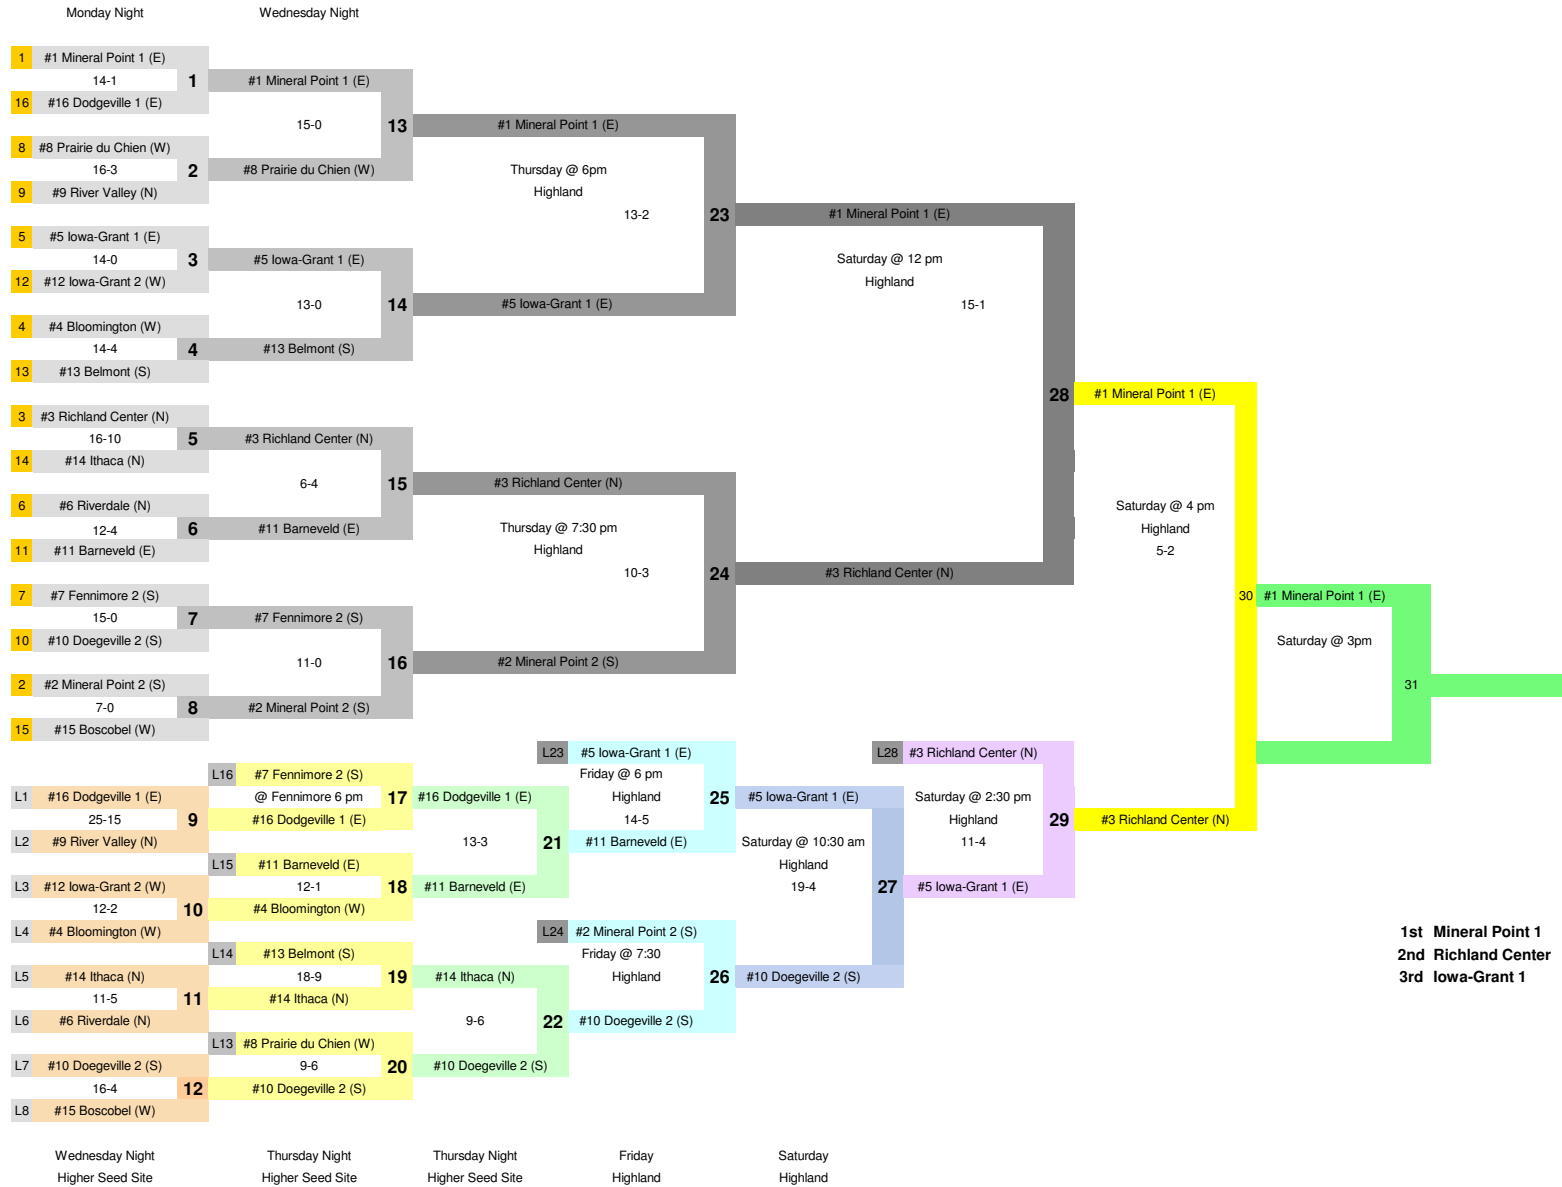 Monday Night
Wednesday Night
1 #1 Mineral Point 1 (E)
14-1
1
16 #16 Dodgeville 1 (E)
8 #8 Prairie du Chien (W)
16-3
2
9 #9 River Valley (N)
5 #5 Iowa-Grant 1 (E)
14-0
3
12 #12 Iowa-Grant 2 (W)
4 #4 Bloomington (W)
14-4
4
13 #13 Belmont (S)
3 #3 Richland Center (N)
16-10
5
14 #14 Ithaca (N)
6 #6 Riverdale (N)
12-4
6
11 #11 Barneveld (E)
7 #7 Fennimore 2 (S)
15-0
7
10 #10 Doegeville 2 (S)
2 #2 Mineral Point 2 (S)
7-0
8
15 #15 Boscobel (W)
#1 Mineral Point 1 (E)
15-0
13
#8 Prairie du Chien (W)
#5 Iowa-Grant 1 (E)
13-0
14
#13 Belmont (S)
#3 Richland Center (N)
6-4
15
#11 Barneveld (E)
#7 Fennimore 2 (S)
11-0
16
#2 Mineral Point 2 (S)
#1 Mineral Point 1 (E)
Thursday @ 6pm
Highland
13-2
23
#5 Iowa-Grant 1 (E)
#3 Richland Center (N)
Thursday @ 7:30 pm
Highland
10-3
24
#2 Mineral Point 2 (S)
#1 Mineral Point 1 (E)
Saturday @ 12 pm
Highland
15-1
28
#3 Richland Center (N)
#1 Mineral Point 1 (E)
Saturday @ 4 pm
Highland
5-2
30
#3 Richland Center (N)
#1 Mineral Point 1 (E)
Saturday @ 3pm
31
L1 #16 Dodgeville 1 (E)
25-15
9
L2 #9 River Valley (N)
L3 #12 Iowa-Grant 2 (W)
12-2
10
L4 #4 Bloomington (W)
L5 #14 Ithaca (N)
11-5
11
L6 #6 Riverdale (N)
L7 #10 Doegeville 2 (S)
16-4
12
L8 #15 Boscobel (W)
L16 #7 Fennimore 2 (S)
@ Fennimore 6 pm
17
#16 Dodgeville 1 (E)
L15 #11 Barneveld (E)
12-1
18
#4 Bloomington (W)
L14 #13 Belmont (S)
18-9
19
#14 Ithaca (N)
L13 #8 Prairie du Chien (W)
9-6
20
#10 Doegeville 2 (S)
#16 Dodgeville 1 (E)
13-3
21
#11 Barneveld (E)
#14 Ithaca (N)
9-6
22
#10 Doegeville 2 (S)
L23 #5 Iowa-Grant 1 (E)
Friday @ 6 pm
Highland
14-5
25
#11 Barneveld (E)
L24 #2 Mineral Point 2 (S)
Friday @ 7:30
Highland
26
#10 Doegeville 2 (S)
#5 Iowa-Grant 1 (E)
Saturday @ 10:30 am
Highland
19-4
27
#10 Doegeville 2 (S)
L28 #3 Richland Center (N)
Saturday @ 2:30 pm
Highland
11-4
29
#5 Iowa-Grant 1 (E)
1st Mineral Point 1
2nd Richland Center
3rd Iowa-Grant 1
Wednesday Night
Higher Seed Site
Thursday Night
Higher Seed Site
Thursday Night
Higher Seed Site
Friday
Highland
Saturday
Highland